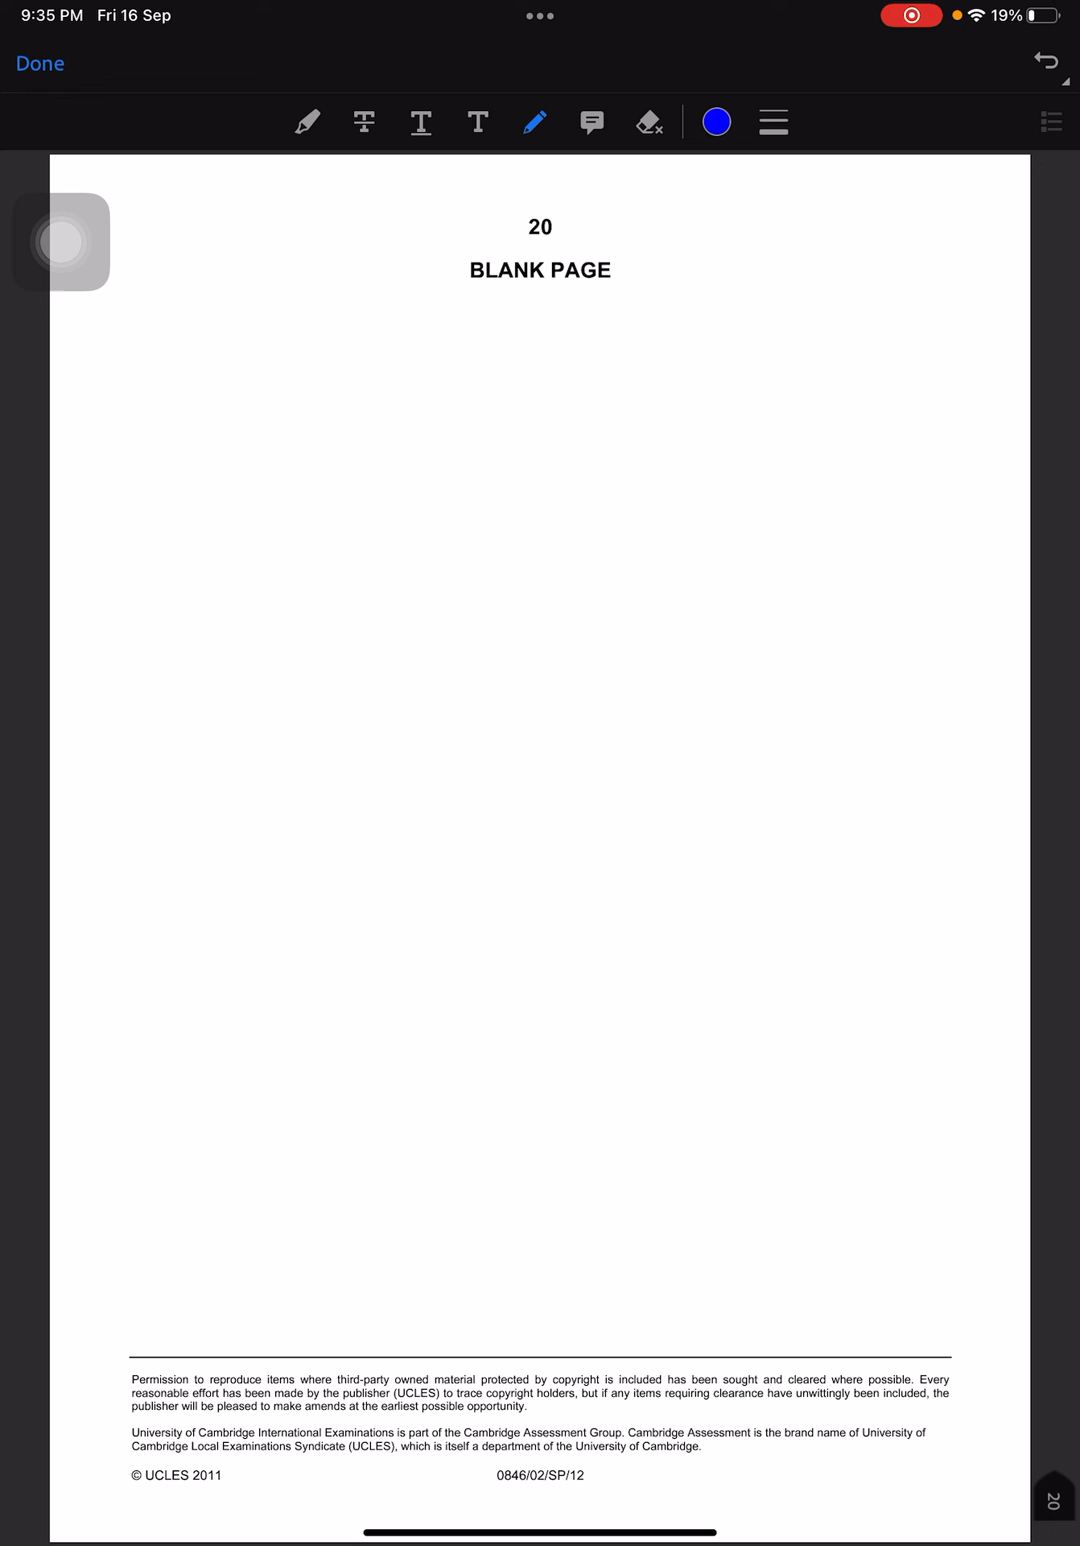 9:35 PM Fri 16 Sep
19%
Done
20
BLANK PAGE
Permission to reproduce items where third-party owned material protected by copyright is included has been sought and cleared where possible. Every
reasonable effort has been made by the publisher (UCLES) to trace copyright holders, but if any items requiring clearance have unwittingly been included, the
publisher will be pleased to make amends at the earliest possible opportunity.
University of Cambridge International Examinations is part of the Cambridge Assessment Group. Cambridge Assessment is the brand name of University of
Cambridge Local Examinations Syndicate (UCLES), which is itself a department of the University of Cambridge.
© UCLES 2011
0846/02/SP/12
20